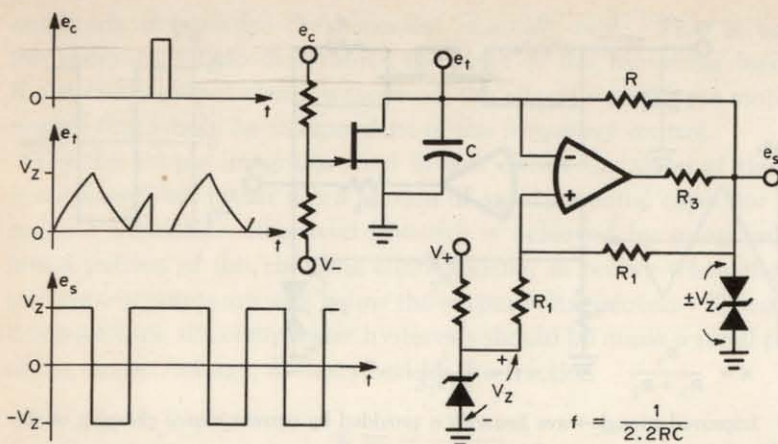 e_c
0
t
e_t
V_Z
0
t
e_s
V_Z
0
t
-V_Z
e_c
V-
e_t
C
R
-
+
R_3
e_s
V+
R_1
R_1
±V_Z
+
V_Z
-
f = 1/2.2RC